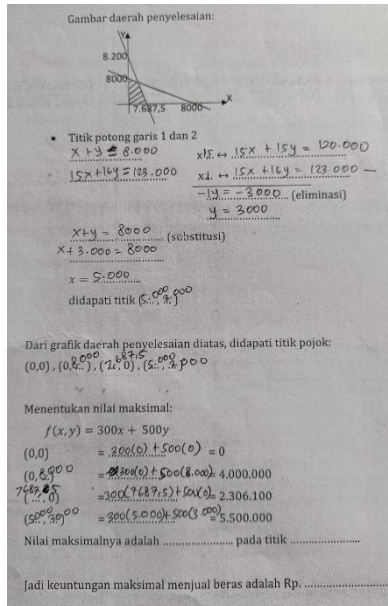 Gambar daerah penyelesaian:
Y
8.200
8000
7.687,5 8000 X
• Titik potong garis 1 dan 2
x + y = 8.000 x15 ↔ 15x + 15y = 120.000
15x + 16y = 123.000 x1 ↔ 15x + 16y = 123.000 —
-1y = -3000 (eliminasi)
y = 3000
x+y = 8000 (substitusi)
x + 3.000 = 8000
x = 5.000
didapati titik (5.000, 3.000)
Dari grafik daerah penyelesaian diatas, didapati titik pojok:
(0,0), (0,8.000), (7.687,5, 0), (5.000, 3.000
Menentukan nilai maksimal:
f(x, y) = 300x + 500y
(0,0) = 300(0) + 500(0) = 0
(0, 8.000 = 300(0) + 500(8.000) = 4.000.000
7687,5, 0) = 300(7687,5) + 500(0) = 2.306.100
(5000, 3000 = 300(5.000) + 500(3.000) = 5.500.000
Nilai maksimalnya adalah ........................ pada titik ........................
Jadi keuntungan maksimal menjual beras adalah Rp. ........................